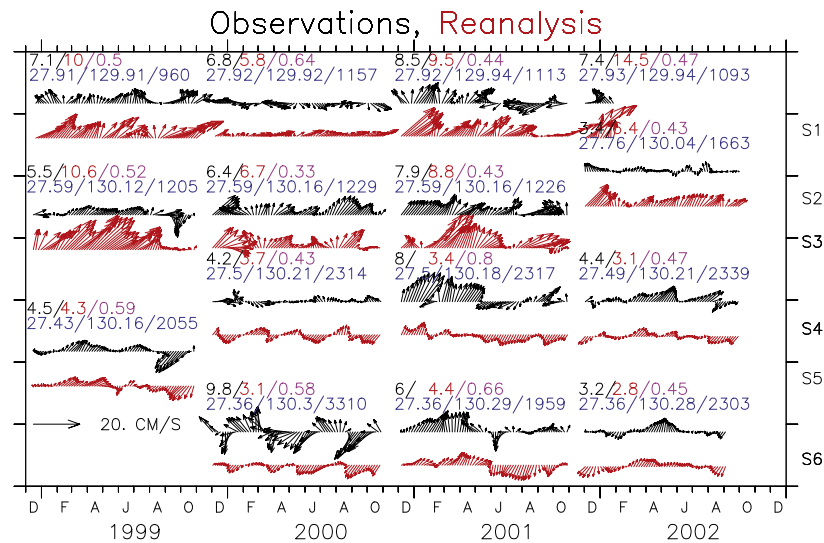 Observations, Reanalysis
7.1/10/0.5 6.8/5.8/0.64 8.5/9.5/0.44 7.4/14.5/0.47
27.91/129.91/960 27.92/129.92/1157 27.92/129.94/1113 27.93/129.94/1093
S1
3.4/5.4/0.43
27.76/130.04/1663
5.5/10.6/0.52 6.4/6.7/0.33 7.9/8.8/0.43
27.59/130.12/1205 27.59/130.16/1229 27.59/130.16/1226
S2
S3
4.2/3.7/0.43 8/ 3.4/0.8 4.4/3.1/0.47
27.5/130.21/2314 27.5/130.18/2317 27.49/130.21/2339
4.5/4.3/0.59
27.43/130.16/2055
S4
S5
9.8/3.1/0.58 6/ 4.4/0.66 3.2/2.8/0.45
27.36/130.3/3310 27.36/130.29/1959 27.36/130.28/2303
20. CM/S
S6
D F A J A O D F A J A O D F A J A O D F A J A O D
1999 2000 2001 2002